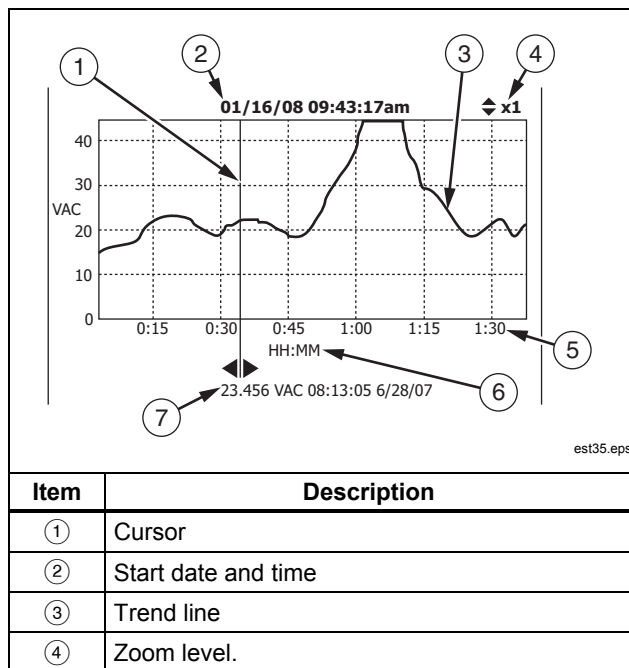 1
2
3
4
01/16/08 09:43:17am
x1
40
30
VAC
20
10
0
0:15 0:30 0:45 1:00 1:15 1:30
HH:MM
5
6
7
23.456 VAC 08:13:05 6/28/07
est35.eps
Item Description
1 Cursor
2 Start date and time
3 Trend line
4 Zoom level.